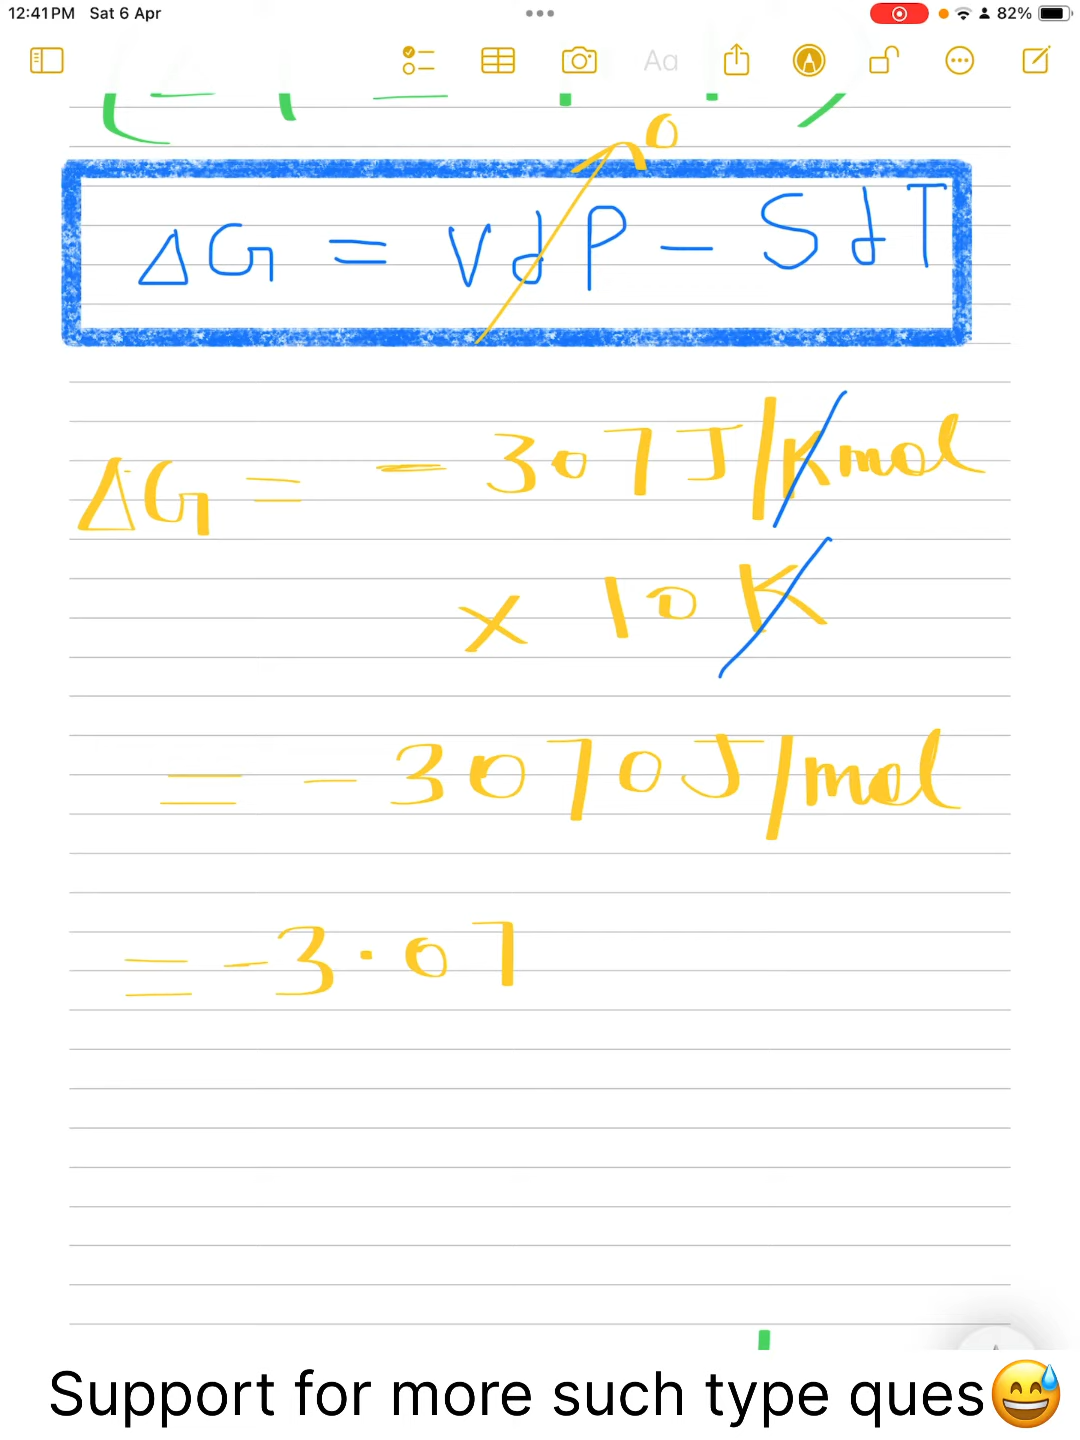 12:41 PM Sat 6 Apr
82%
Aa
0
ΔG = VdP - SdT
ΔG = - 307 J/Kmol
× 10 K
= - 3070 J/mol
= - 3.07
Support for more such type ques😅